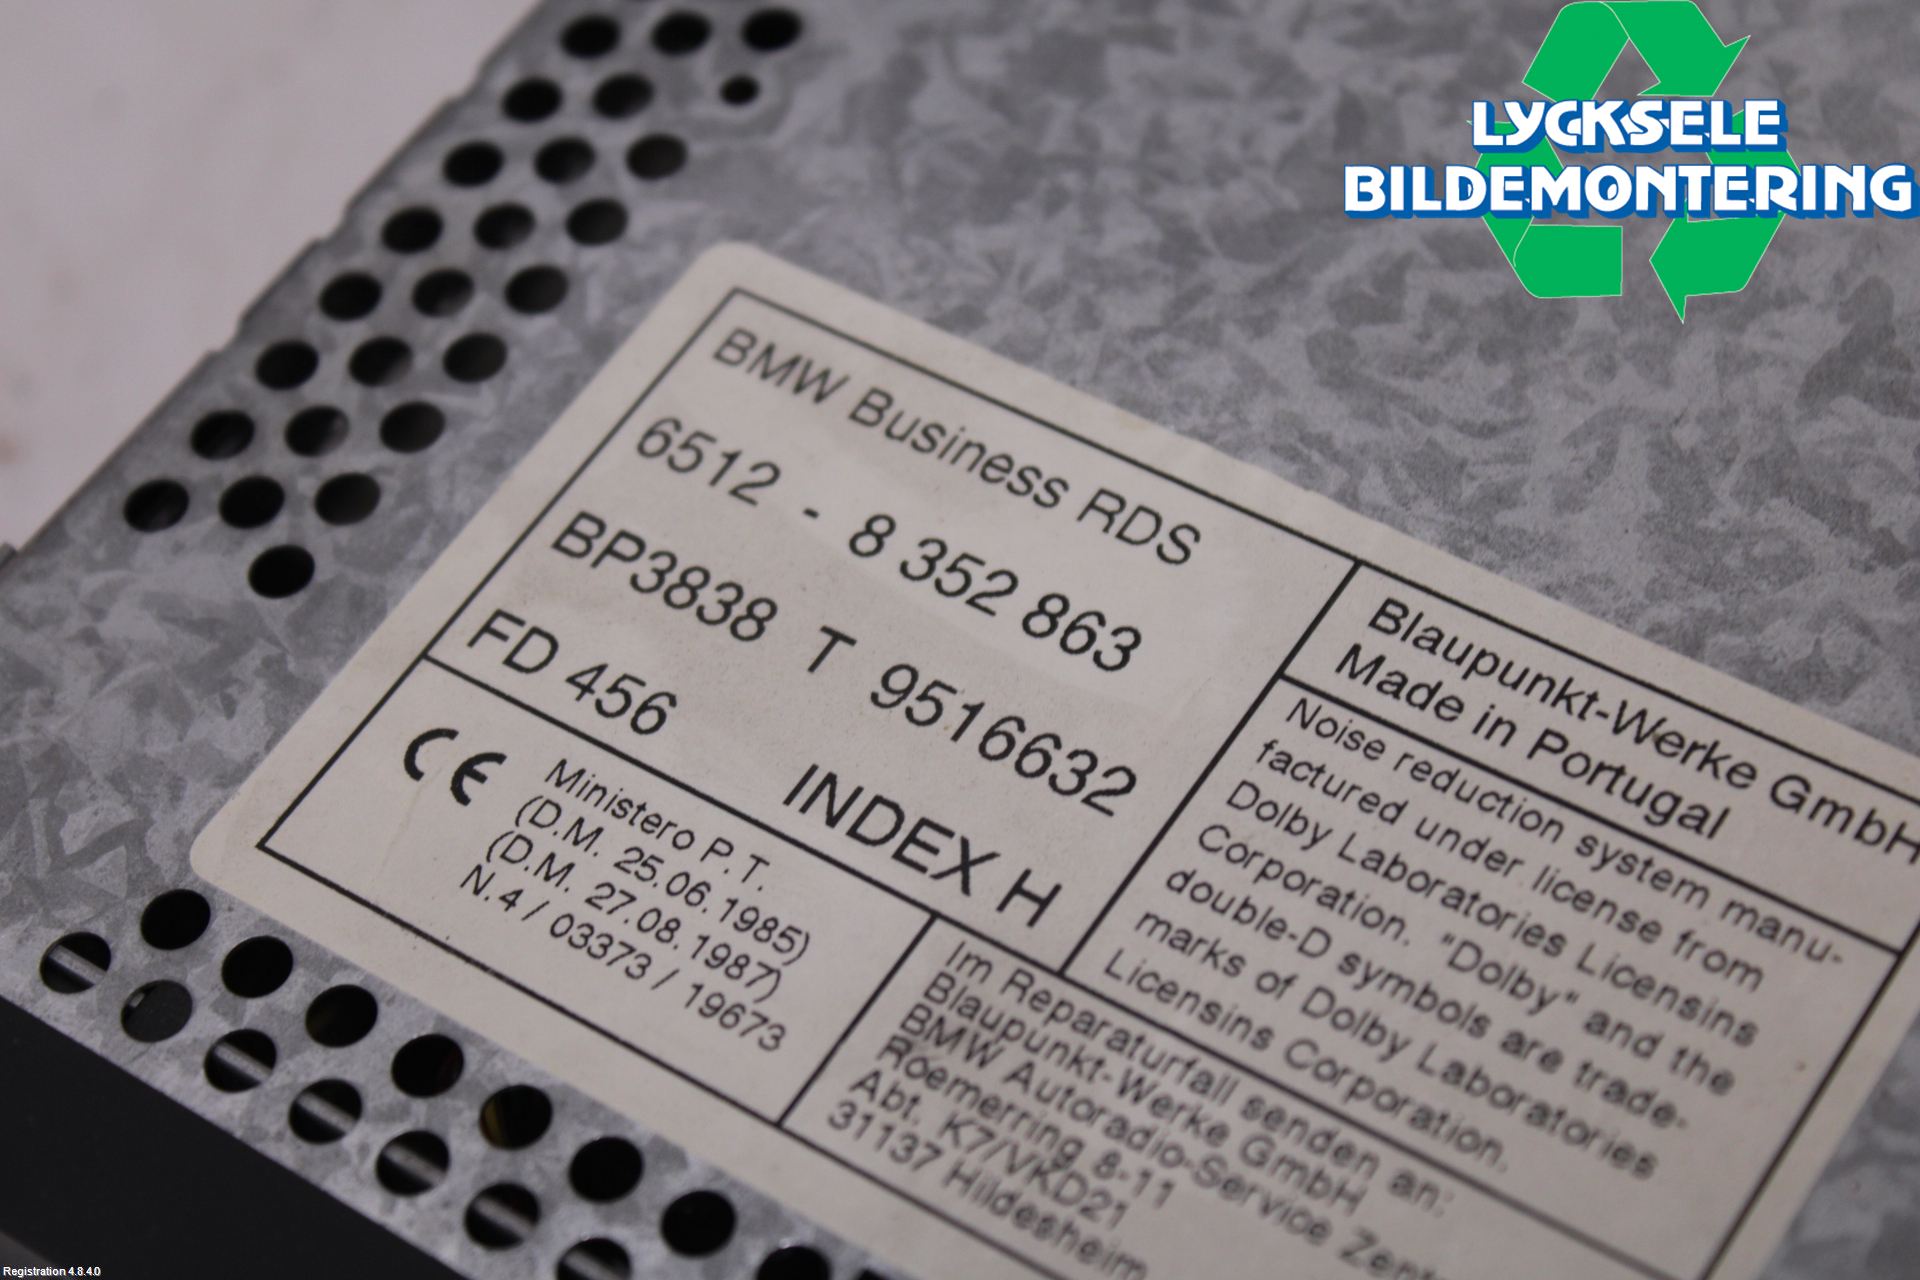 LYCKSELE
BILDEMONTERING
BMW Business RDS
6512 - 8 352 863
BP3838 T 9516632
FD 456
INDEX H
Blaupunkt-Werke GmbH
Made in Portugal
Noise reduction system manu-
factured under license from
Dolby Laboratories Licensins
Corporation. "Dolby" and the
double-D symbols are trade-
marks of Dolby Laboratories
Licensins Corporation.
CE
Ministero P.T.
(D.M. 25.06.1985)
(D.M. 27.08.1987)
N.4 / 03373 / 19673
Im Reparaturfall senden an:
Blaupunkt-Werke GmbH
BMW Autoradio-Service Zent
Roemerring 8-11
Abt. K7/VKD21
31137 Hildesheim
Registration 4.8.4.0